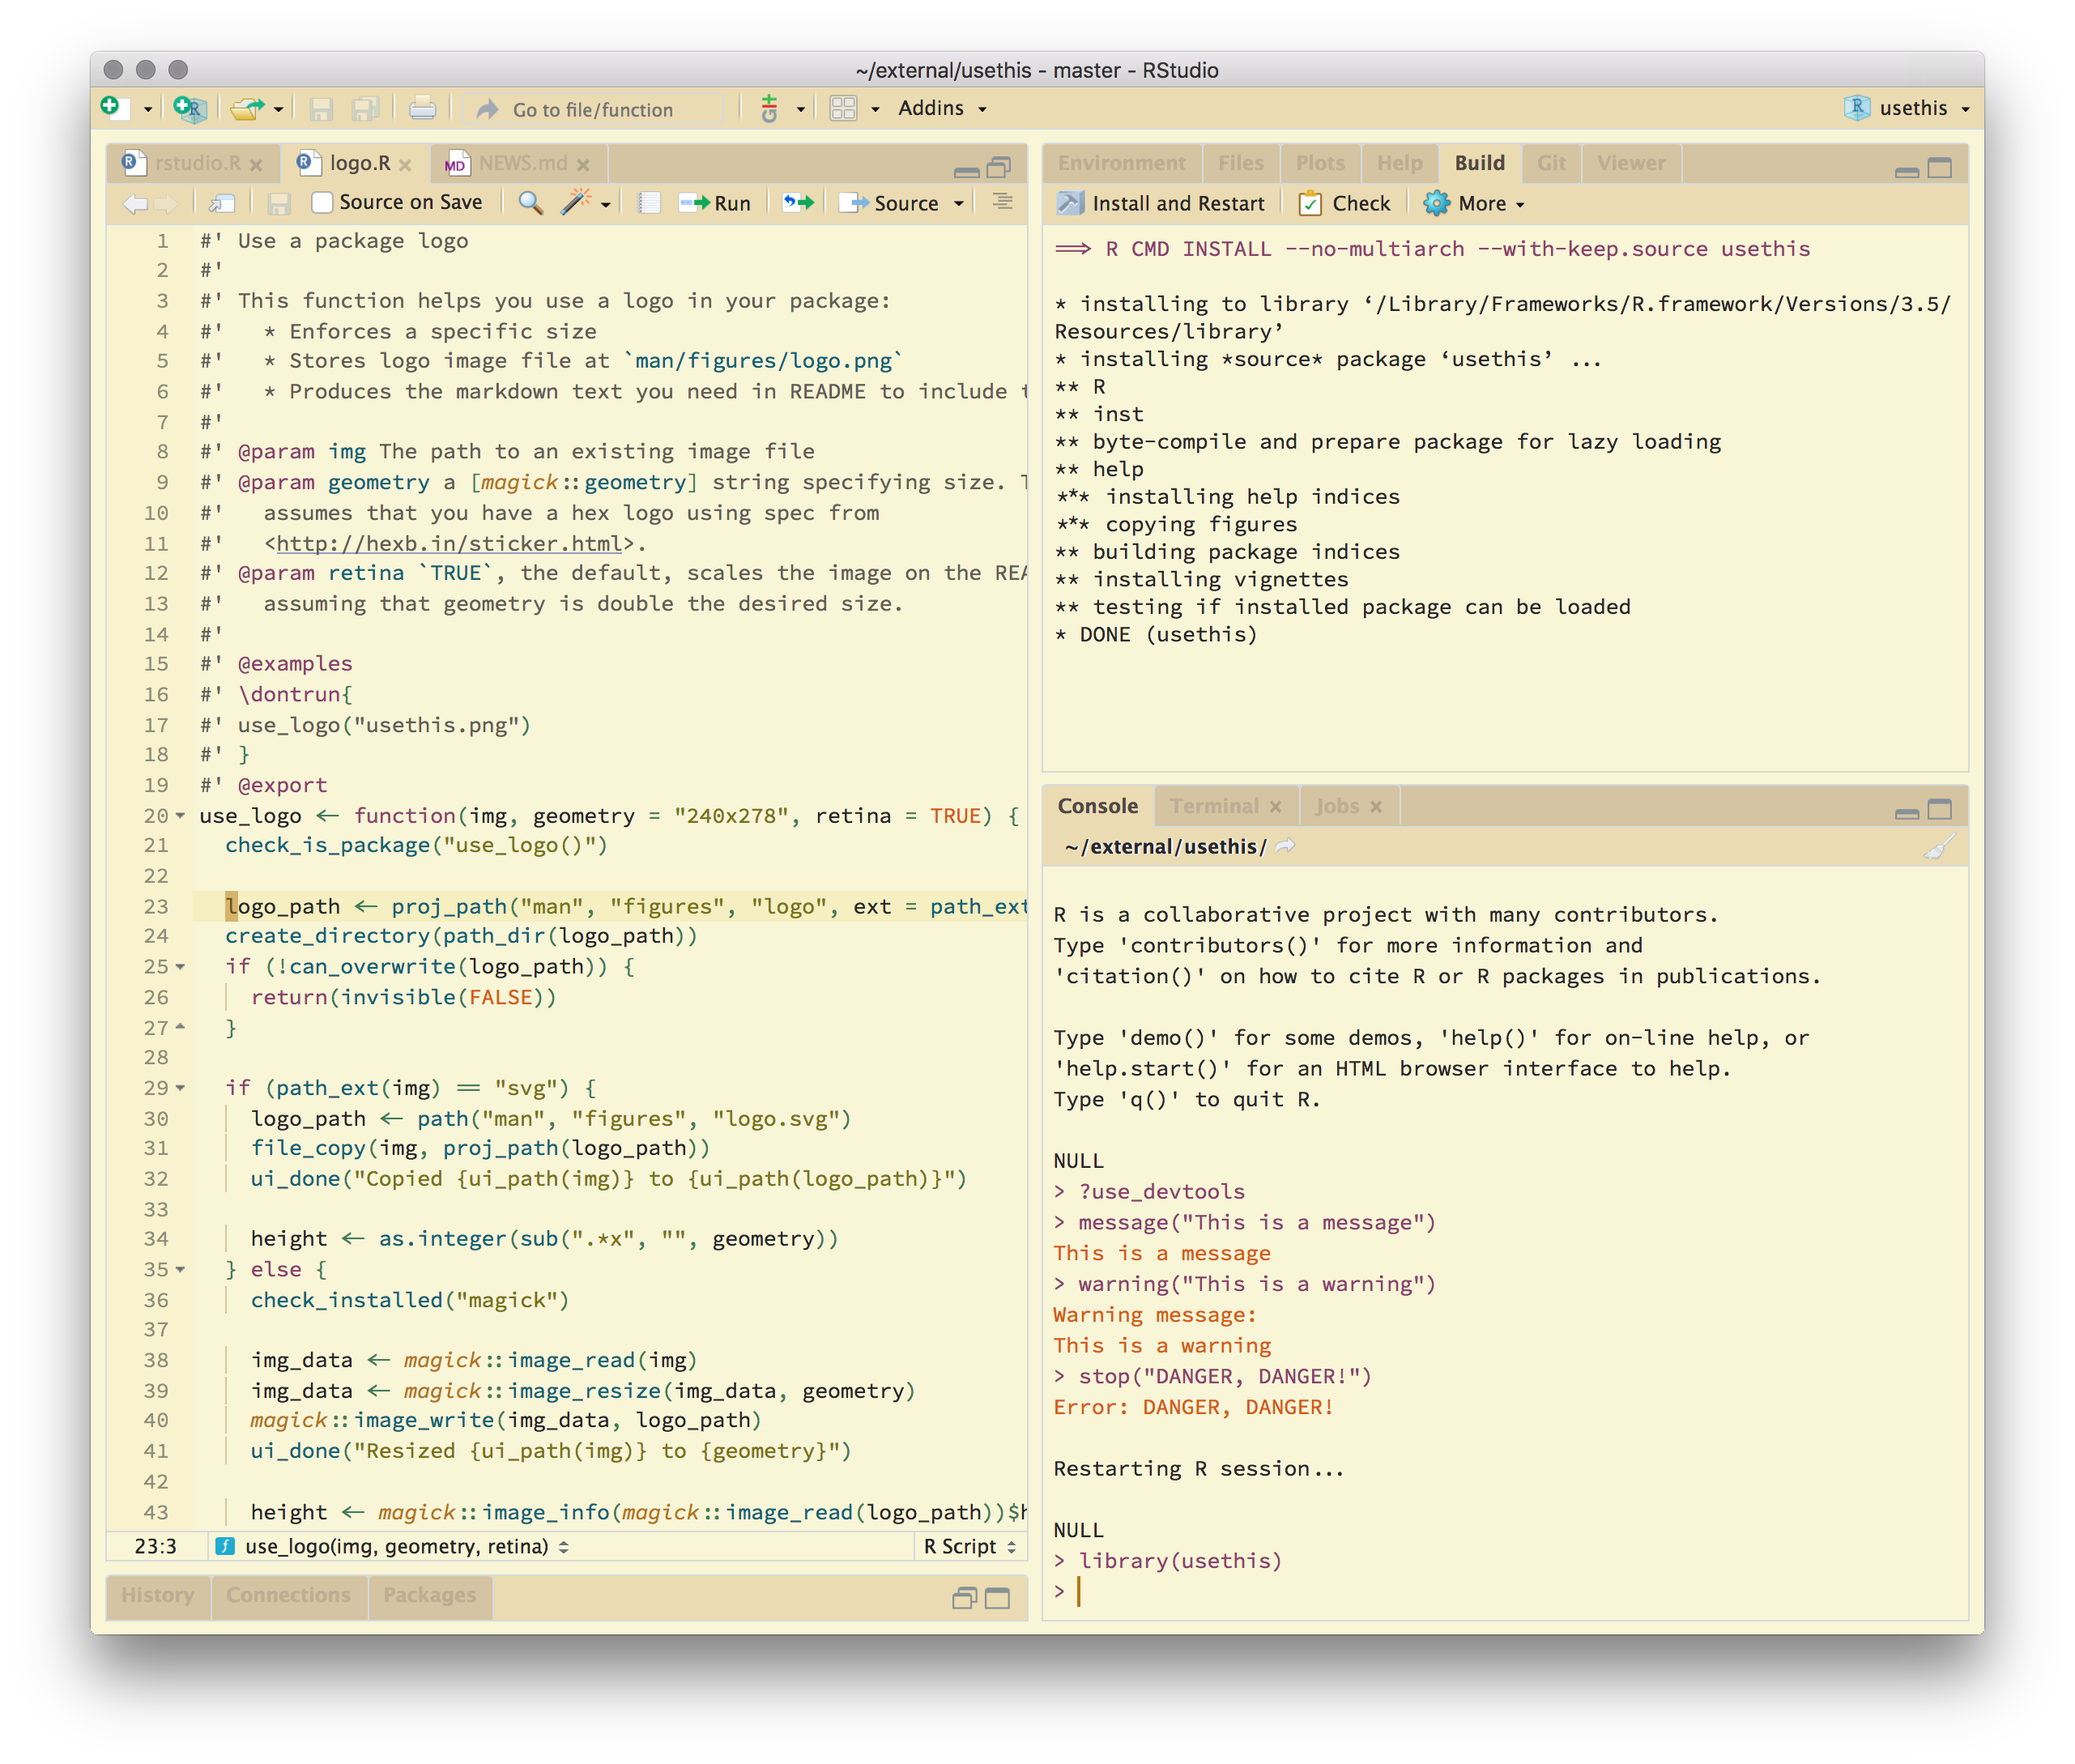 ~/external/usethis - master - RStudio
Go to file/function
Addins
usethis
rstudio.R
logo.R
NEWS.md
Source on Save
Run
Source
1 #' Use a package logo
2 #'
3 #' This function helps you use a logo in your package:
4 #'   * Enforces a specific size
5 #'   * Stores logo image file at `man/figures/logo.png`
6 #'   * Produces the markdown text you need in README to include
7 #'
8 #' @param img The path to an existing image file
9 #' @param geometry a [magick::geometry] string specifying size. T
10 #'   assumes that you have a hex logo using spec from
11 #'   <http://hexb.in/sticker.html>.
12 #' @param retina `TRUE`, the default, scales the image on the REA
13 #'   assuming that geometry is double the desired size.
14 #'
15 #' @examples
16 #' \dontrun{
17 #' use_logo("usethis.png")
18 #' }
19 #' @export
20 use_logo <- function(img, geometry = "240x278", retina = TRUE) {
21   check_is_package("use_logo()")
22
23   logo_path <- proj_path("man", "figures", "logo", ext = path_ext
24   create_directory(path_dir(logo_path))
25   if (!can_overwrite(logo_path)) {
26     return(invisible(FALSE))
27   }
28
29   if (path_ext(img) == "svg") {
30     logo_path <- path("man", "figures", "logo.svg")
31     file_copy(img, proj_path(logo_path))
32     ui_done("Copied {ui_path(img)} to {ui_path(logo_path)}")
33
34     height <- as.integer(sub(".*x", "", geometry))
35   } else {
36     check_installed("magick")
37
38     img_data <- magick::image_read(img)
39     img_data <- magick::image_resize(img_data, geometry)
40     magick::image_write(img_data, logo_path)
41     ui_done("Resized {ui_path(img)} to {geometry}")
42
43     height <- magick::image_info(magick::image_read(logo_path))$h
23:3
use_logo(img, geometry, retina)
R Script
History
Connections
Packages
Environment
Files
Plots
Help
Build
Git
Viewer
Install and Restart
Check
More
==> R CMD INSTALL --no-multiarch --with-keep.source usethis
* installing to library ‘/Library/Frameworks/R.framework/Versions/3.5/
Resources/library’
* installing *source* package ‘usethis’ ...
** R
** inst
** byte-compile and prepare package for lazy loading
** help
*** installing help indices
*** copying figures
** building package indices
** installing vignettes
** testing if installed package can be loaded
* DONE (usethis)
Console
Terminal
Jobs
~/external/usethis/
R is a collaborative project with many contributors.
Type 'contributors()' for more information and
'citation()' on how to cite R or R packages in publications.
Type 'demo()' for some demos, 'help()' for on-line help, or
'help.start()' for an HTML browser interface to help.
Type 'q()' to quit R.
NULL
> ?use_devtools
> message("This is a message")
This is a message
> warning("This is a warning")
Warning message:
This is a warning
> stop("DANGER, DANGER!")
Error: DANGER, DANGER!
Restarting R session...
NULL
> library(usethis)
>